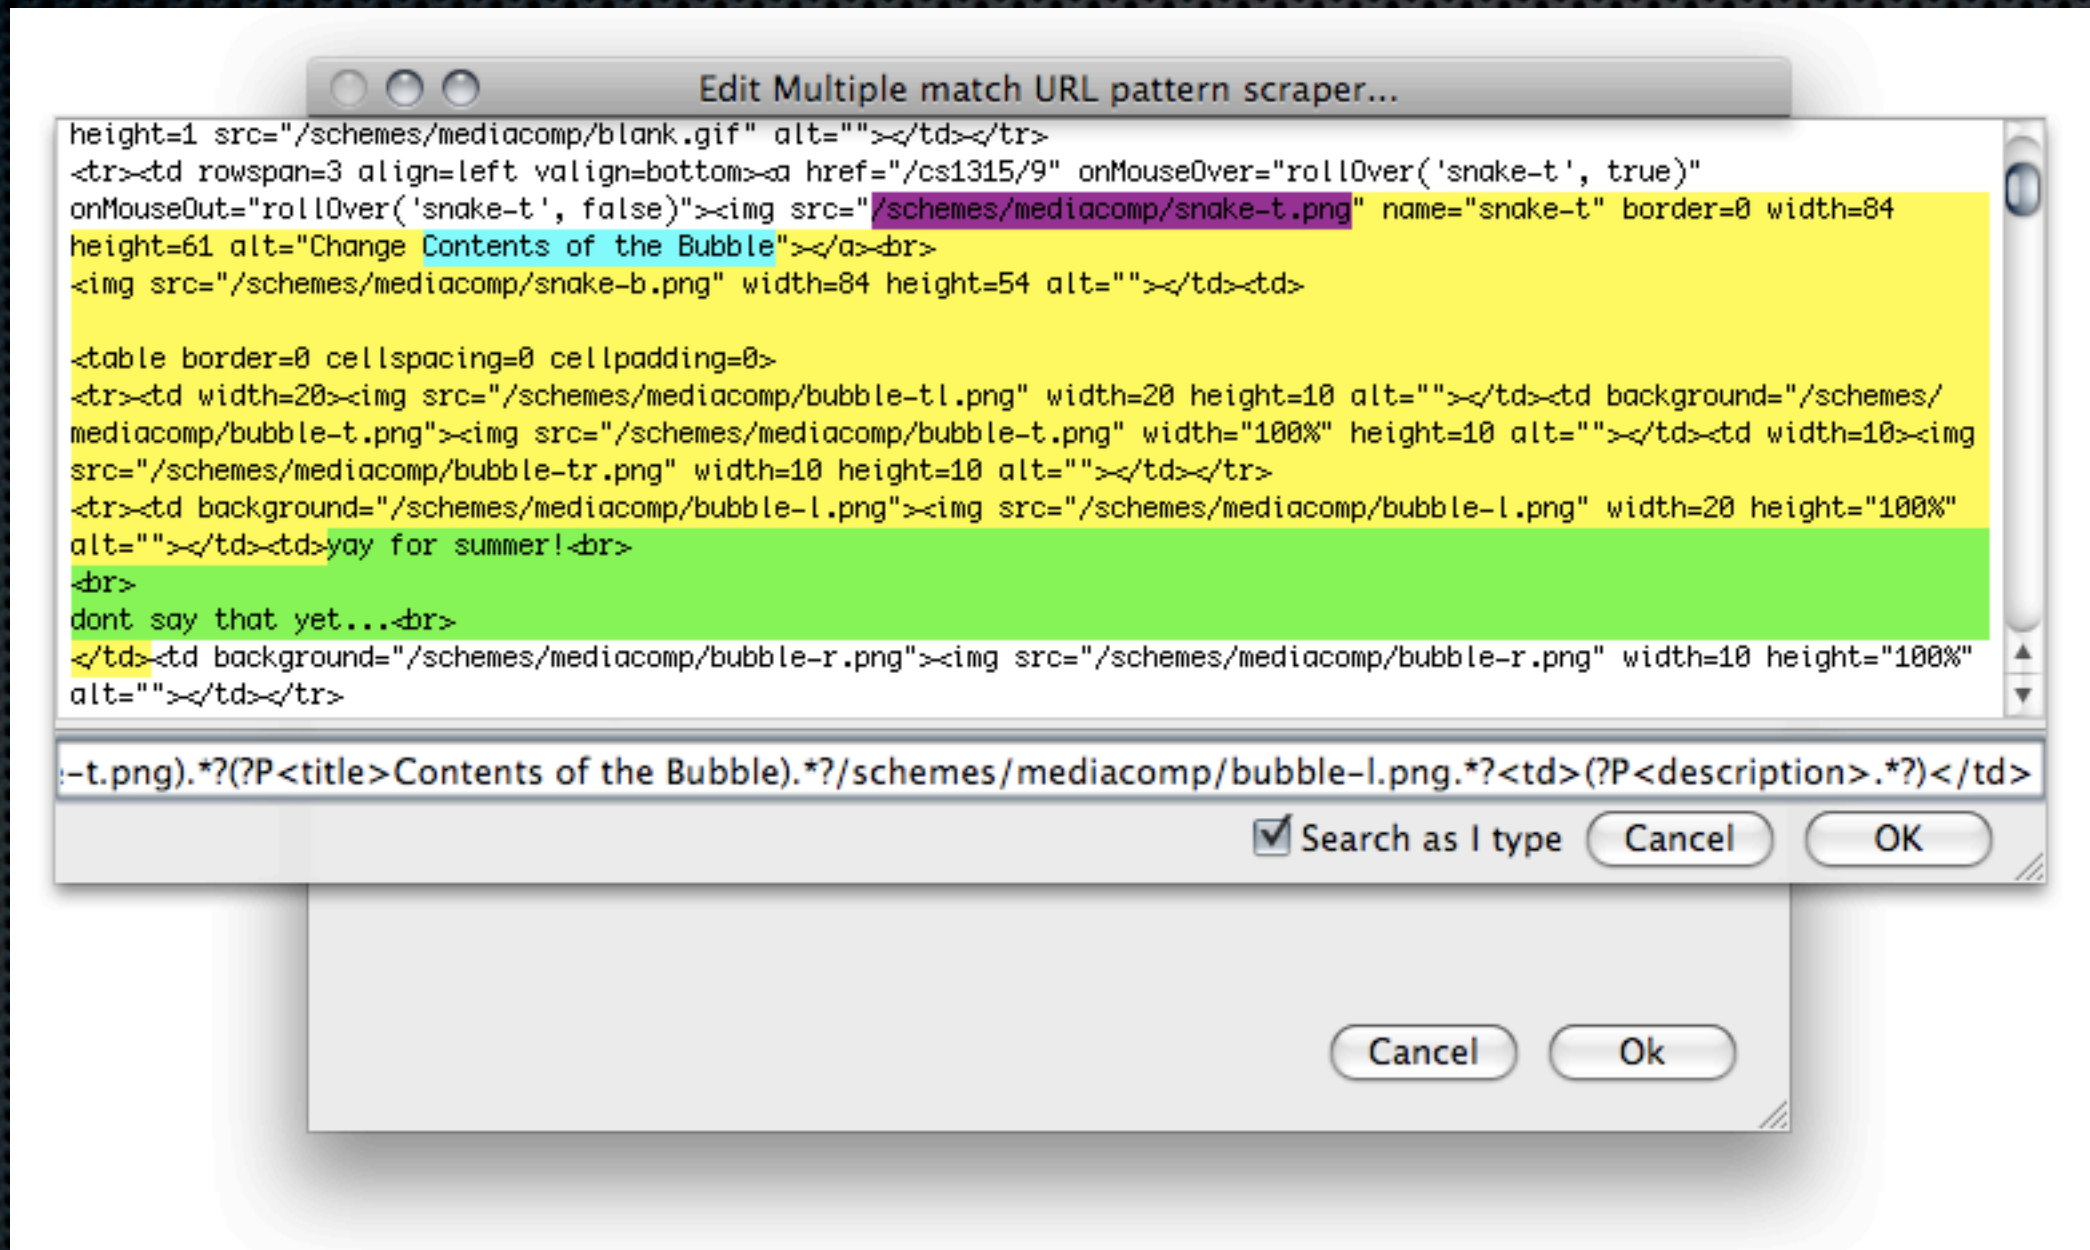 Edit Multiple match URL pattern scraper...
height=1 src="/schemes/mediacomp/blank.gif" alt=""></td></tr>
<tr><td rowspan=3 align=left valign=bottom><a href="/cs1315/9" onMouseOver="rollOver('snake-t', true)"
onMouseOut="rollOver('snake-t', false)"><img src="/schemes/mediacomp/snake-t.png" name="snake-t" border=0 width=84
height=61 alt="Change Contents of the Bubble"></a><br>
<img src="/schemes/mediacomp/snake-b.png" width=84 height=54 alt=""></td><td>
<table border=0 cellspacing=0 cellpadding=0>
<tr><td width=20><img src="/schemes/mediacomp/bubble-tl.png" width=20 height=10 alt=""></td><td background="/schemes/
mediacomp/bubble-t.png"><img src="/schemes/mediacomp/bubble-t.png" width="100%" height=10 alt=""></td><td width=10><img
src="/schemes/mediacomp/bubble-tr.png" width=10 height=10 alt=""></td></tr>
<tr><td background="/schemes/mediacomp/bubble-l.png"><img src="/schemes/mediacomp/bubble-l.png" width=20 height="100%"
alt=""></td><td>yay for summer!<br>
<br>
dont say that yet...<br>
</td><td background="/schemes/mediacomp/bubble-r.png"><img src="/schemes/mediacomp/bubble-r.png" width=10 height="100%"
alt=""></td></tr>
-t.png).*?(?P<title>Contents of the Bubble).*?/schemes/mediacomp/bubble-l.png.*?<td>(?P<description>.*?)</td>
Search as I type Cancel OK
Cancel Ok